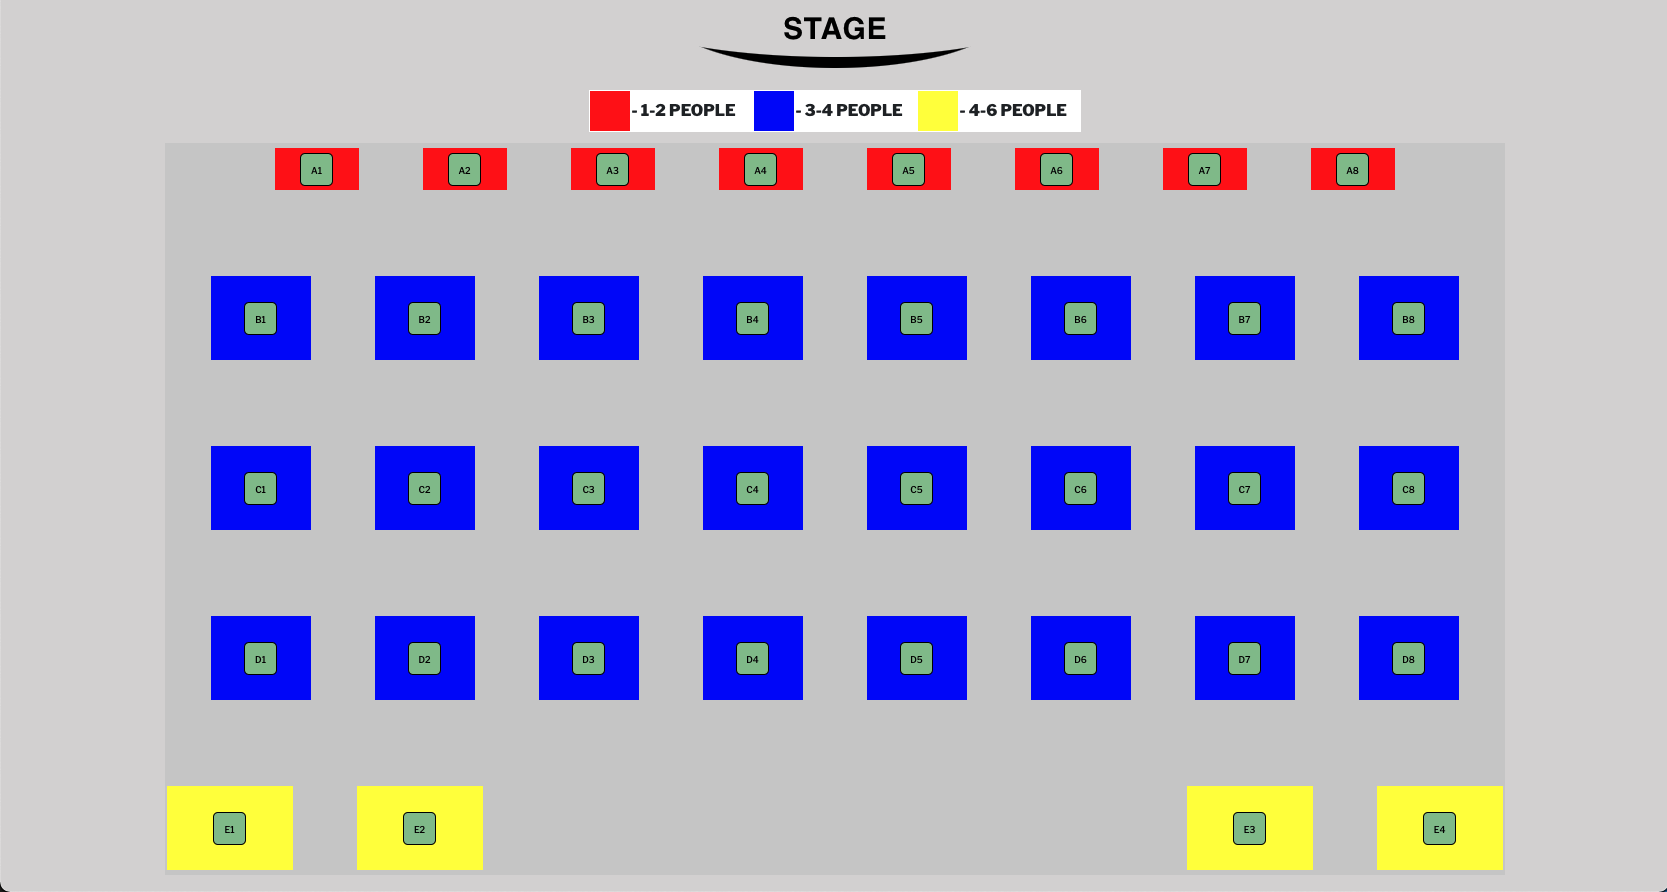 STAGE
- 1-2 PEOPLE - 3-4 PEOPLE - 4-6 PEOPLE
A1 A2 A3 A4 A5 A6 A7 A8
B1 B2 B3 B4 B5 B6 B7 B8
C1 C2 C3 C4 C5 C6 C7 C8
D1 D2 D3 D4 D5 D6 D7 D8
E1 E2 E3 E4